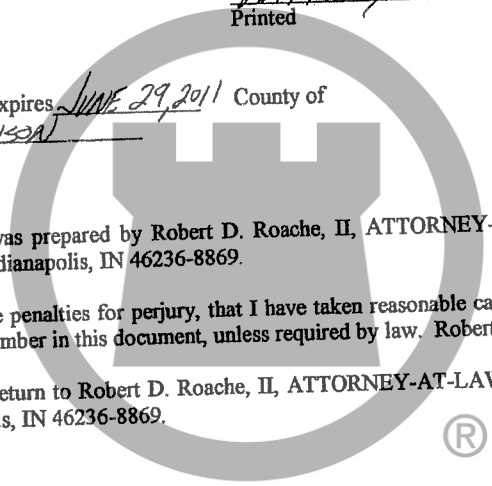 Printed
xpires JUNE 29, 2011 County of
was prepared by Robert D. Roache, II, ATTORNEY-
dianapolis, IN 46236-8869.
e penalties for perjury, that I have taken reasonable ca
mber in this document, unless required by law. Robert
eturn to Robert D. Roache, II, ATTORNEY-AT-LAW
s, IN 46236-8869.
®